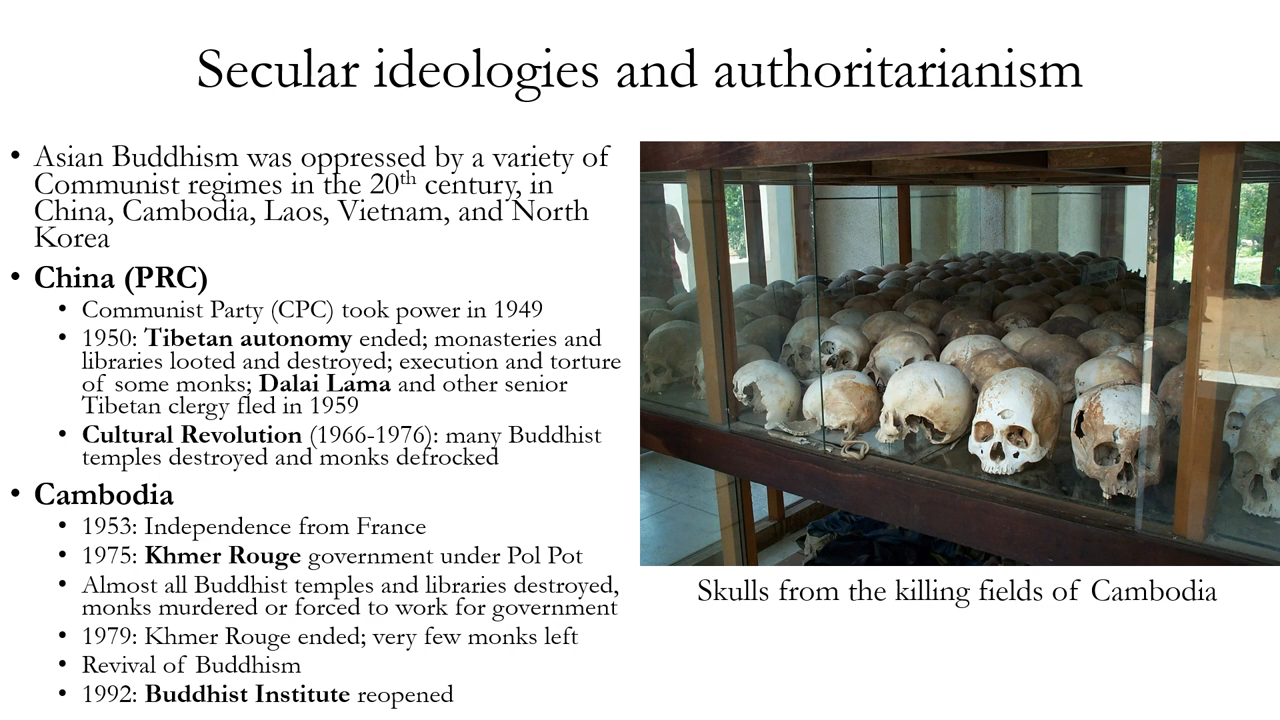 Secular ideologies and authoritarianism
• Asian Buddhism was oppressed by a variety of
Communist regimes in the 20th century, in
China, Cambodia, Laos, Vietnam, and North
Korea
• China (PRC)
• Communist Party (CPC) took power in 1949
• 1950: Tibetan autonomy ended; monasteries and
libraries looted and destroyed; execution and torture
of some monks; Dalai Lama and other senior
Tibetan clergy fled in 1959
• Cultural Revolution (1966-1976): many Buddhist
temples destroyed and monks defrocked
• Cambodia
• 1953: Independence from France
• 1975: Khmer Rouge government under Pol Pot
• Almost all Buddhist temples and libraries destroyed,
monks murdered or forced to work for government
• 1979: Khmer Rouge ended; very few monks left
• Revival of Buddhism
• 1992: Buddhist Institute reopened
Skulls from the killing fields of Cambodia